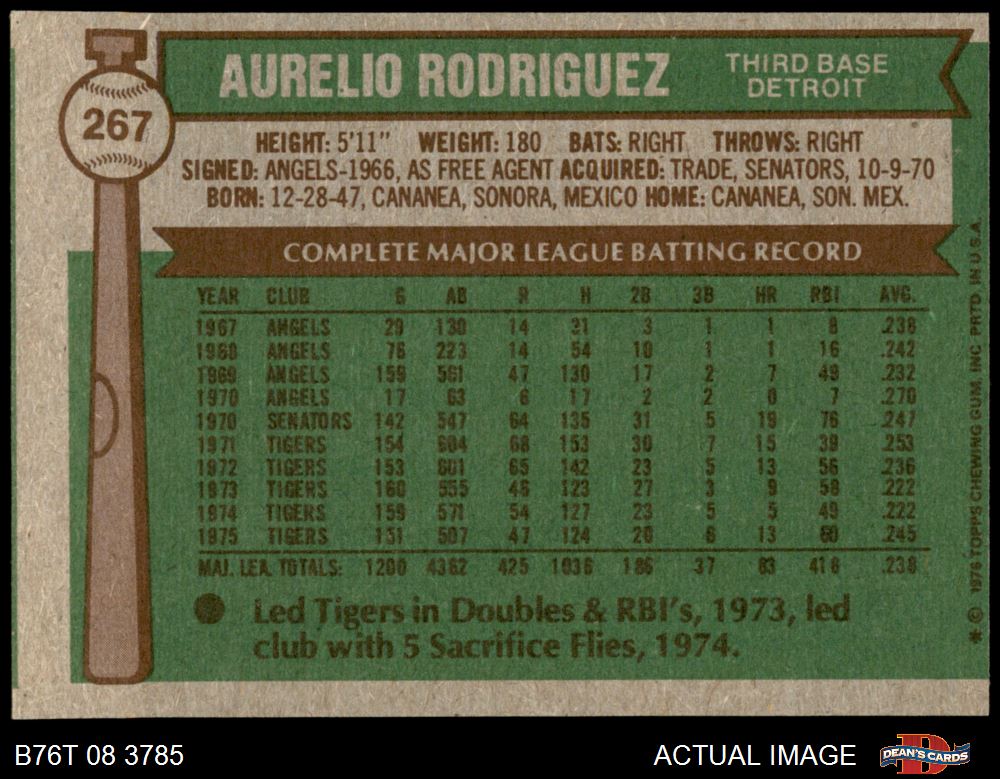 267
AURELIO RODRIGUEZ
THIRD BASE
DETROIT
HEIGHT: 5'11" WEIGHT: 180 BATS: RIGHT THROWS: RIGHT
SIGNED: ANGELS-1966, AS FREE AGENT ACQUIRED: TRADE, SENATORS, 10-9-70
BORN: 12-28-47, CANANEA, SONORA, MEXICO HOME: CANANEA, SON. MEX.
COMPLETE MAJOR LEAGUE BATTING RECORD
YEAR CLUB G AB R H 2B 3B HR RBI AVG.
1967 ANGELS 29 130 14 31 3 1 1 8 .238
1968 ANGELS 76 223 14 54 10 1 1 16 .242
1969 ANGELS 159 561 47 130 17 2 7 49 .232
1970 ANGELS 17 63 6 17 2 2 0 7 .270
1970 SENATORS 142 547 64 135 31 5 19 76 .247
1971 TIGERS 154 604 68 153 30 7 15 39 .253
1972 TIGERS 153 601 65 142 23 5 13 56 .236
1973 TIGERS 160 555 46 123 27 3 9 58 .222
1974 TIGERS 159 571 54 127 23 5 5 49 .222
1975 TIGERS 151 507 47 124 20 6 13 60 .245
MAJ. LEA. TOTALS: 1200 4362 425 1036 186 37 83 418 .238
Led Tigers in Doubles & RBI's, 1973, led
club with 5 Sacrifice Flies, 1974.
* © 1976 TOPPS CHEWING GUM, INC PRTD. IN U.S.A.
B76T 08 3785
ACTUAL IMAGE
DEAN'S CARDS